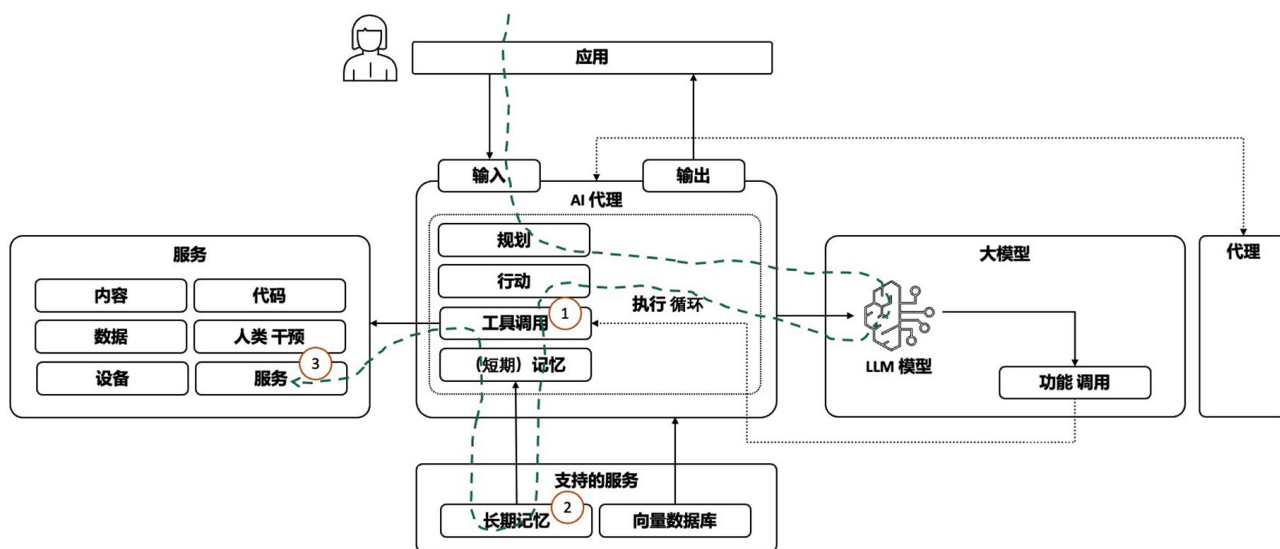 应用
输入
输出
AI 代理
规划
行动
工具调用
1
(短期) 记忆
执行 循环
服务
内容
代码
数据
人类 干预
设备
服务
3
大模型
LLM 模型
功能 调用
代理
支持的服务
长期记忆
2
向量数据库